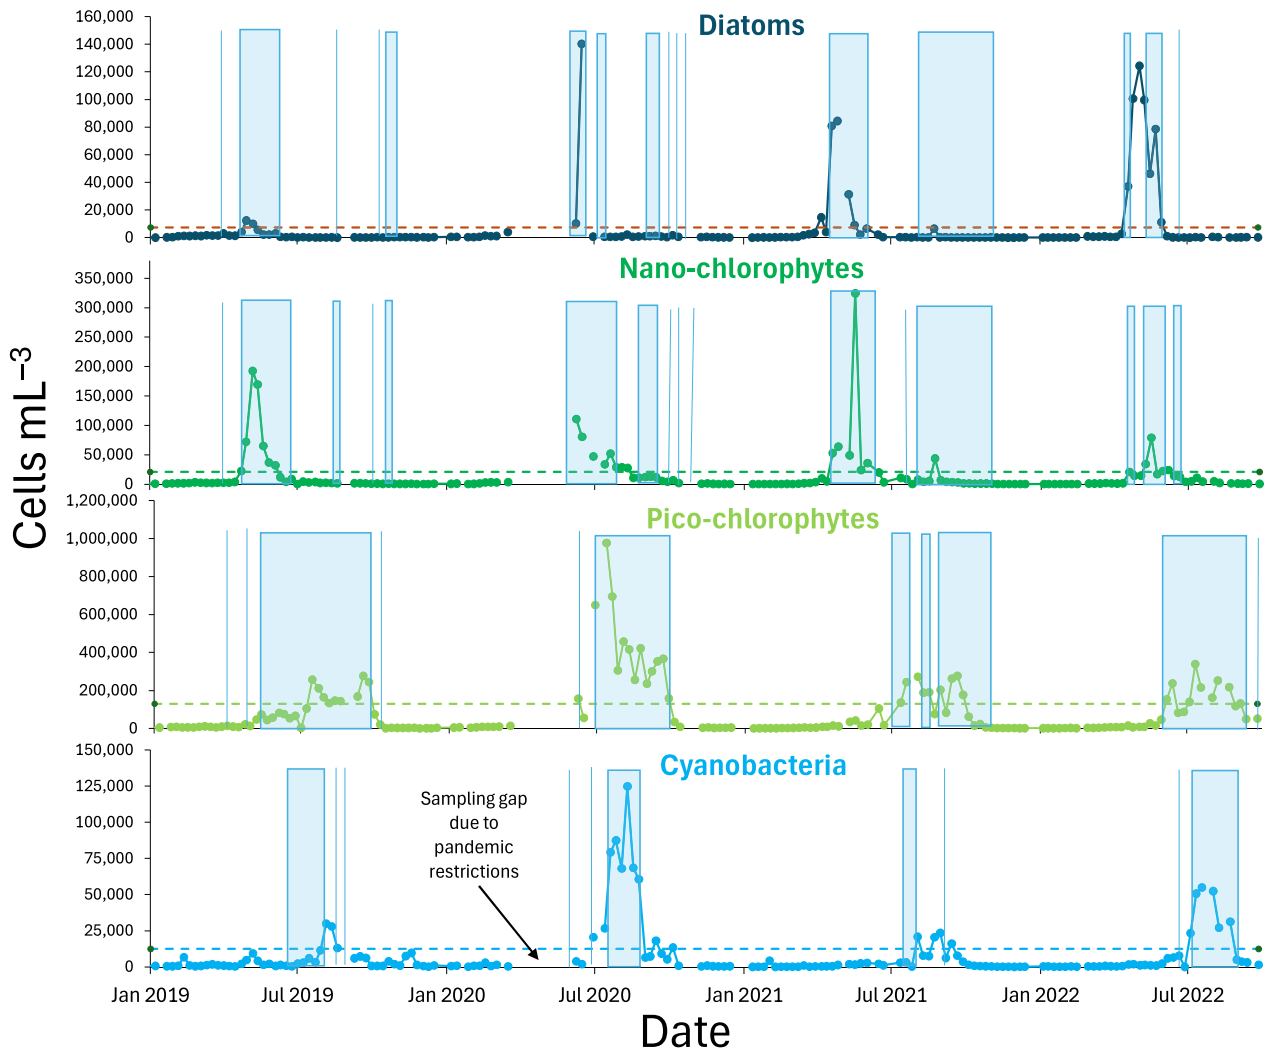 Diatoms
160,000
140,000
120,000
100,000
80,000
60,000
40,000
20,000
0
Nano-chlorophytes
350,000
300,000
250,000
200,000
150,000
100,000
50,000
0
Cells mL⁻³
Pico-chlorophytes
1,200,000
1,000,000
800,000
600,000
400,000
200,000
0
Cyanobacteria
150,000
125,000
100,000
75,000
50,000
25,000
0
Sampling gap
due to
pandemic
restrictions
Jan 2019 Jul 2019 Jan 2020 Jul 2020 Jan 2021 Jul 2021 Jan 2022 Jul 2022
Date